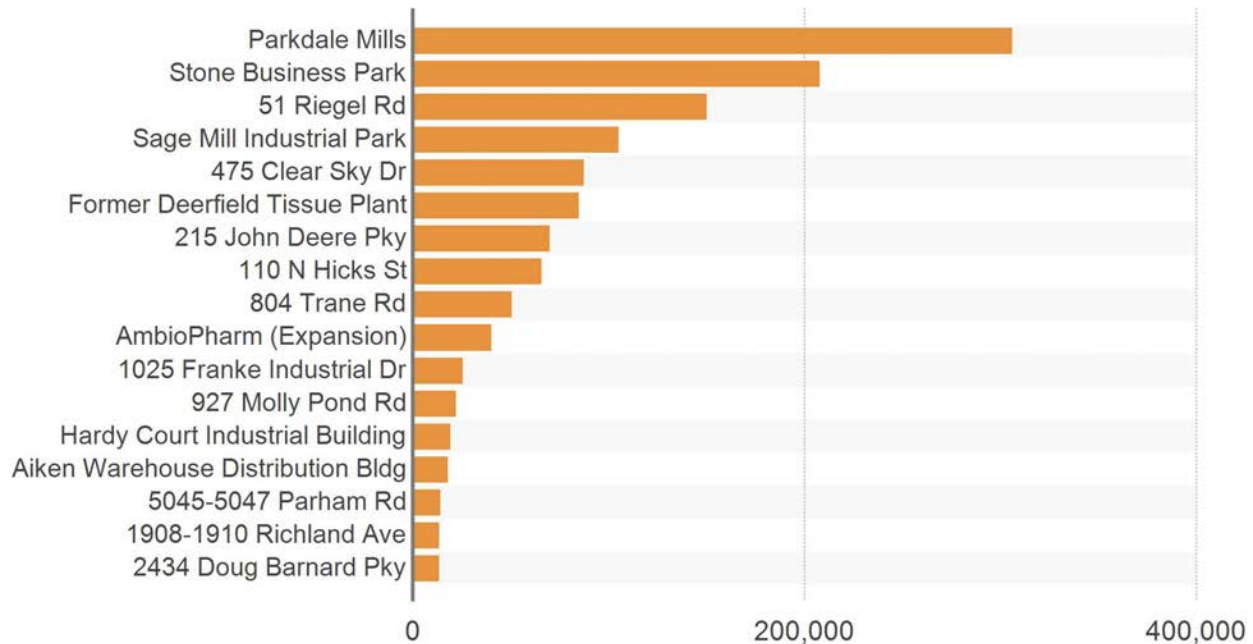 Parkdale Mills
Stone Business Park
51 Riegel Rd
Sage Mill Industrial Park
475 Clear Sky Dr
Former Deerfield Tissue Plant
215 John Deere Pky
110 N Hicks St
804 Trane Rd
AmbioPharm (Expansion)
1025 Franke Industrial Dr
927 Molly Pond Rd
Hardy Court Industrial Building
Aiken Warehouse Distribution Bldg
5045-5047 Parham Rd
1908-1910 Richland Ave
2434 Doug Barnard Pky
0 200,000 400,000